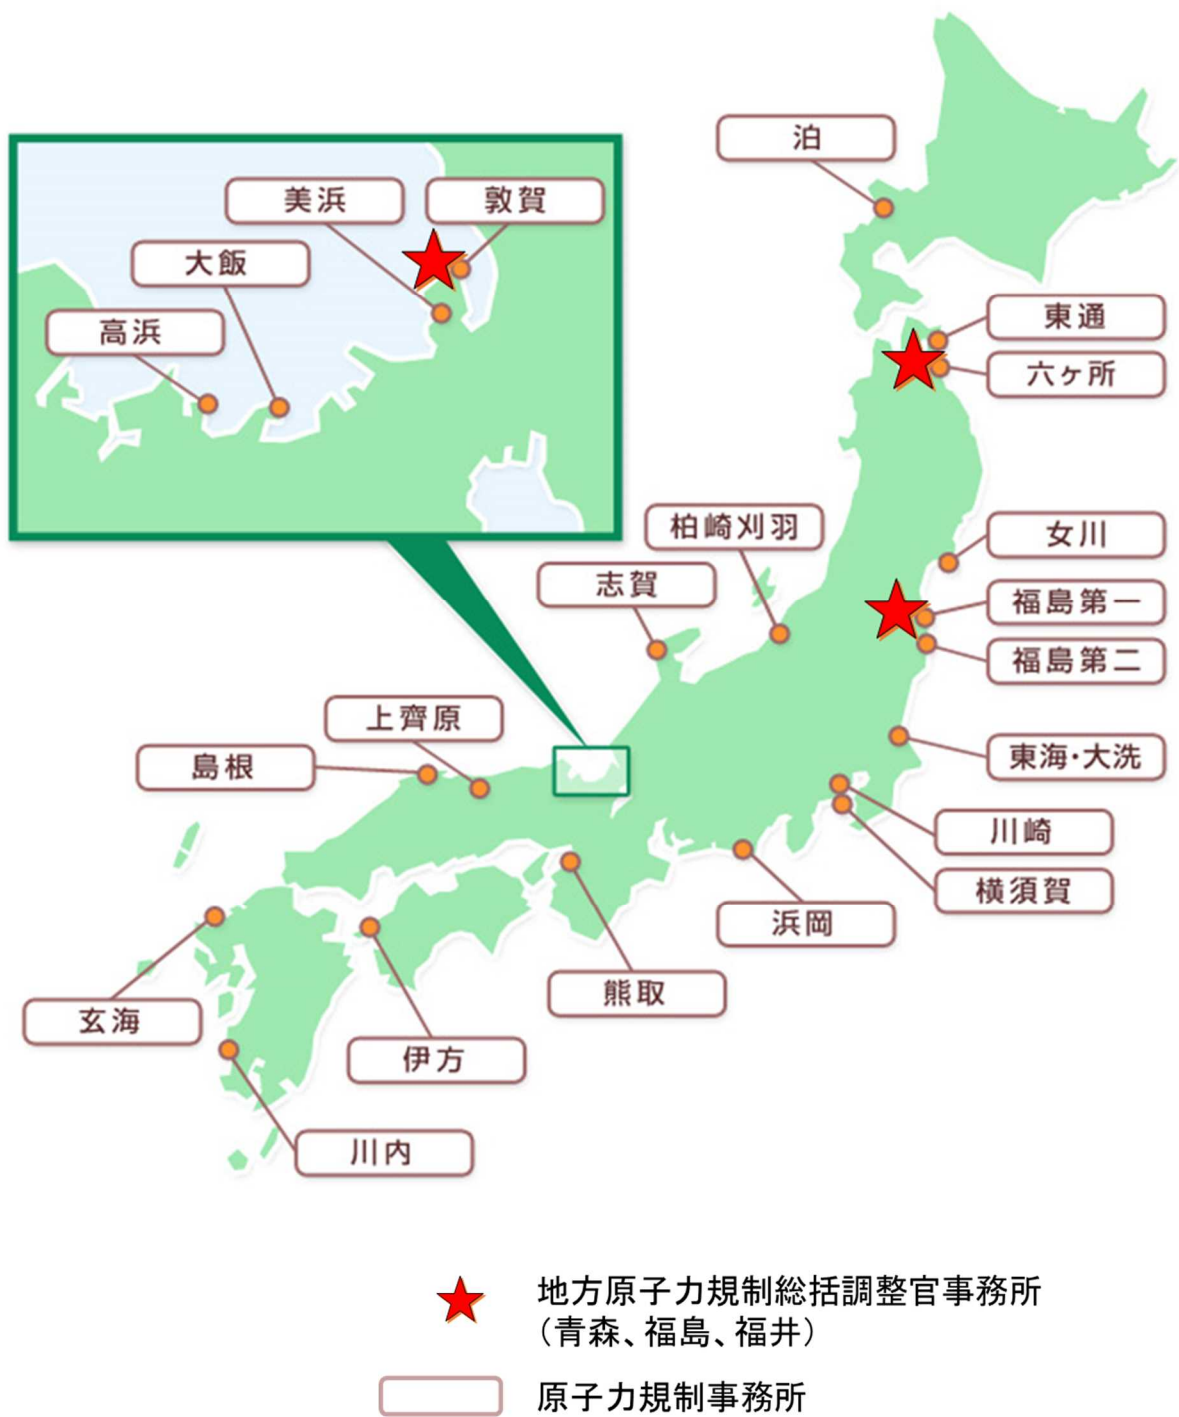 泊
美浜
敦賀
大飯
高浜
東通
六ヶ所
柏崎刈羽
女川
志賀
福島第一
福島第二
上齊原
島根
東海・大洗
川崎
横須賀
浜岡
熊取
玄海
伊方
川内
地方原子力規制総括調整官事務所
（青森、福島、福井）
原子力規制事務所